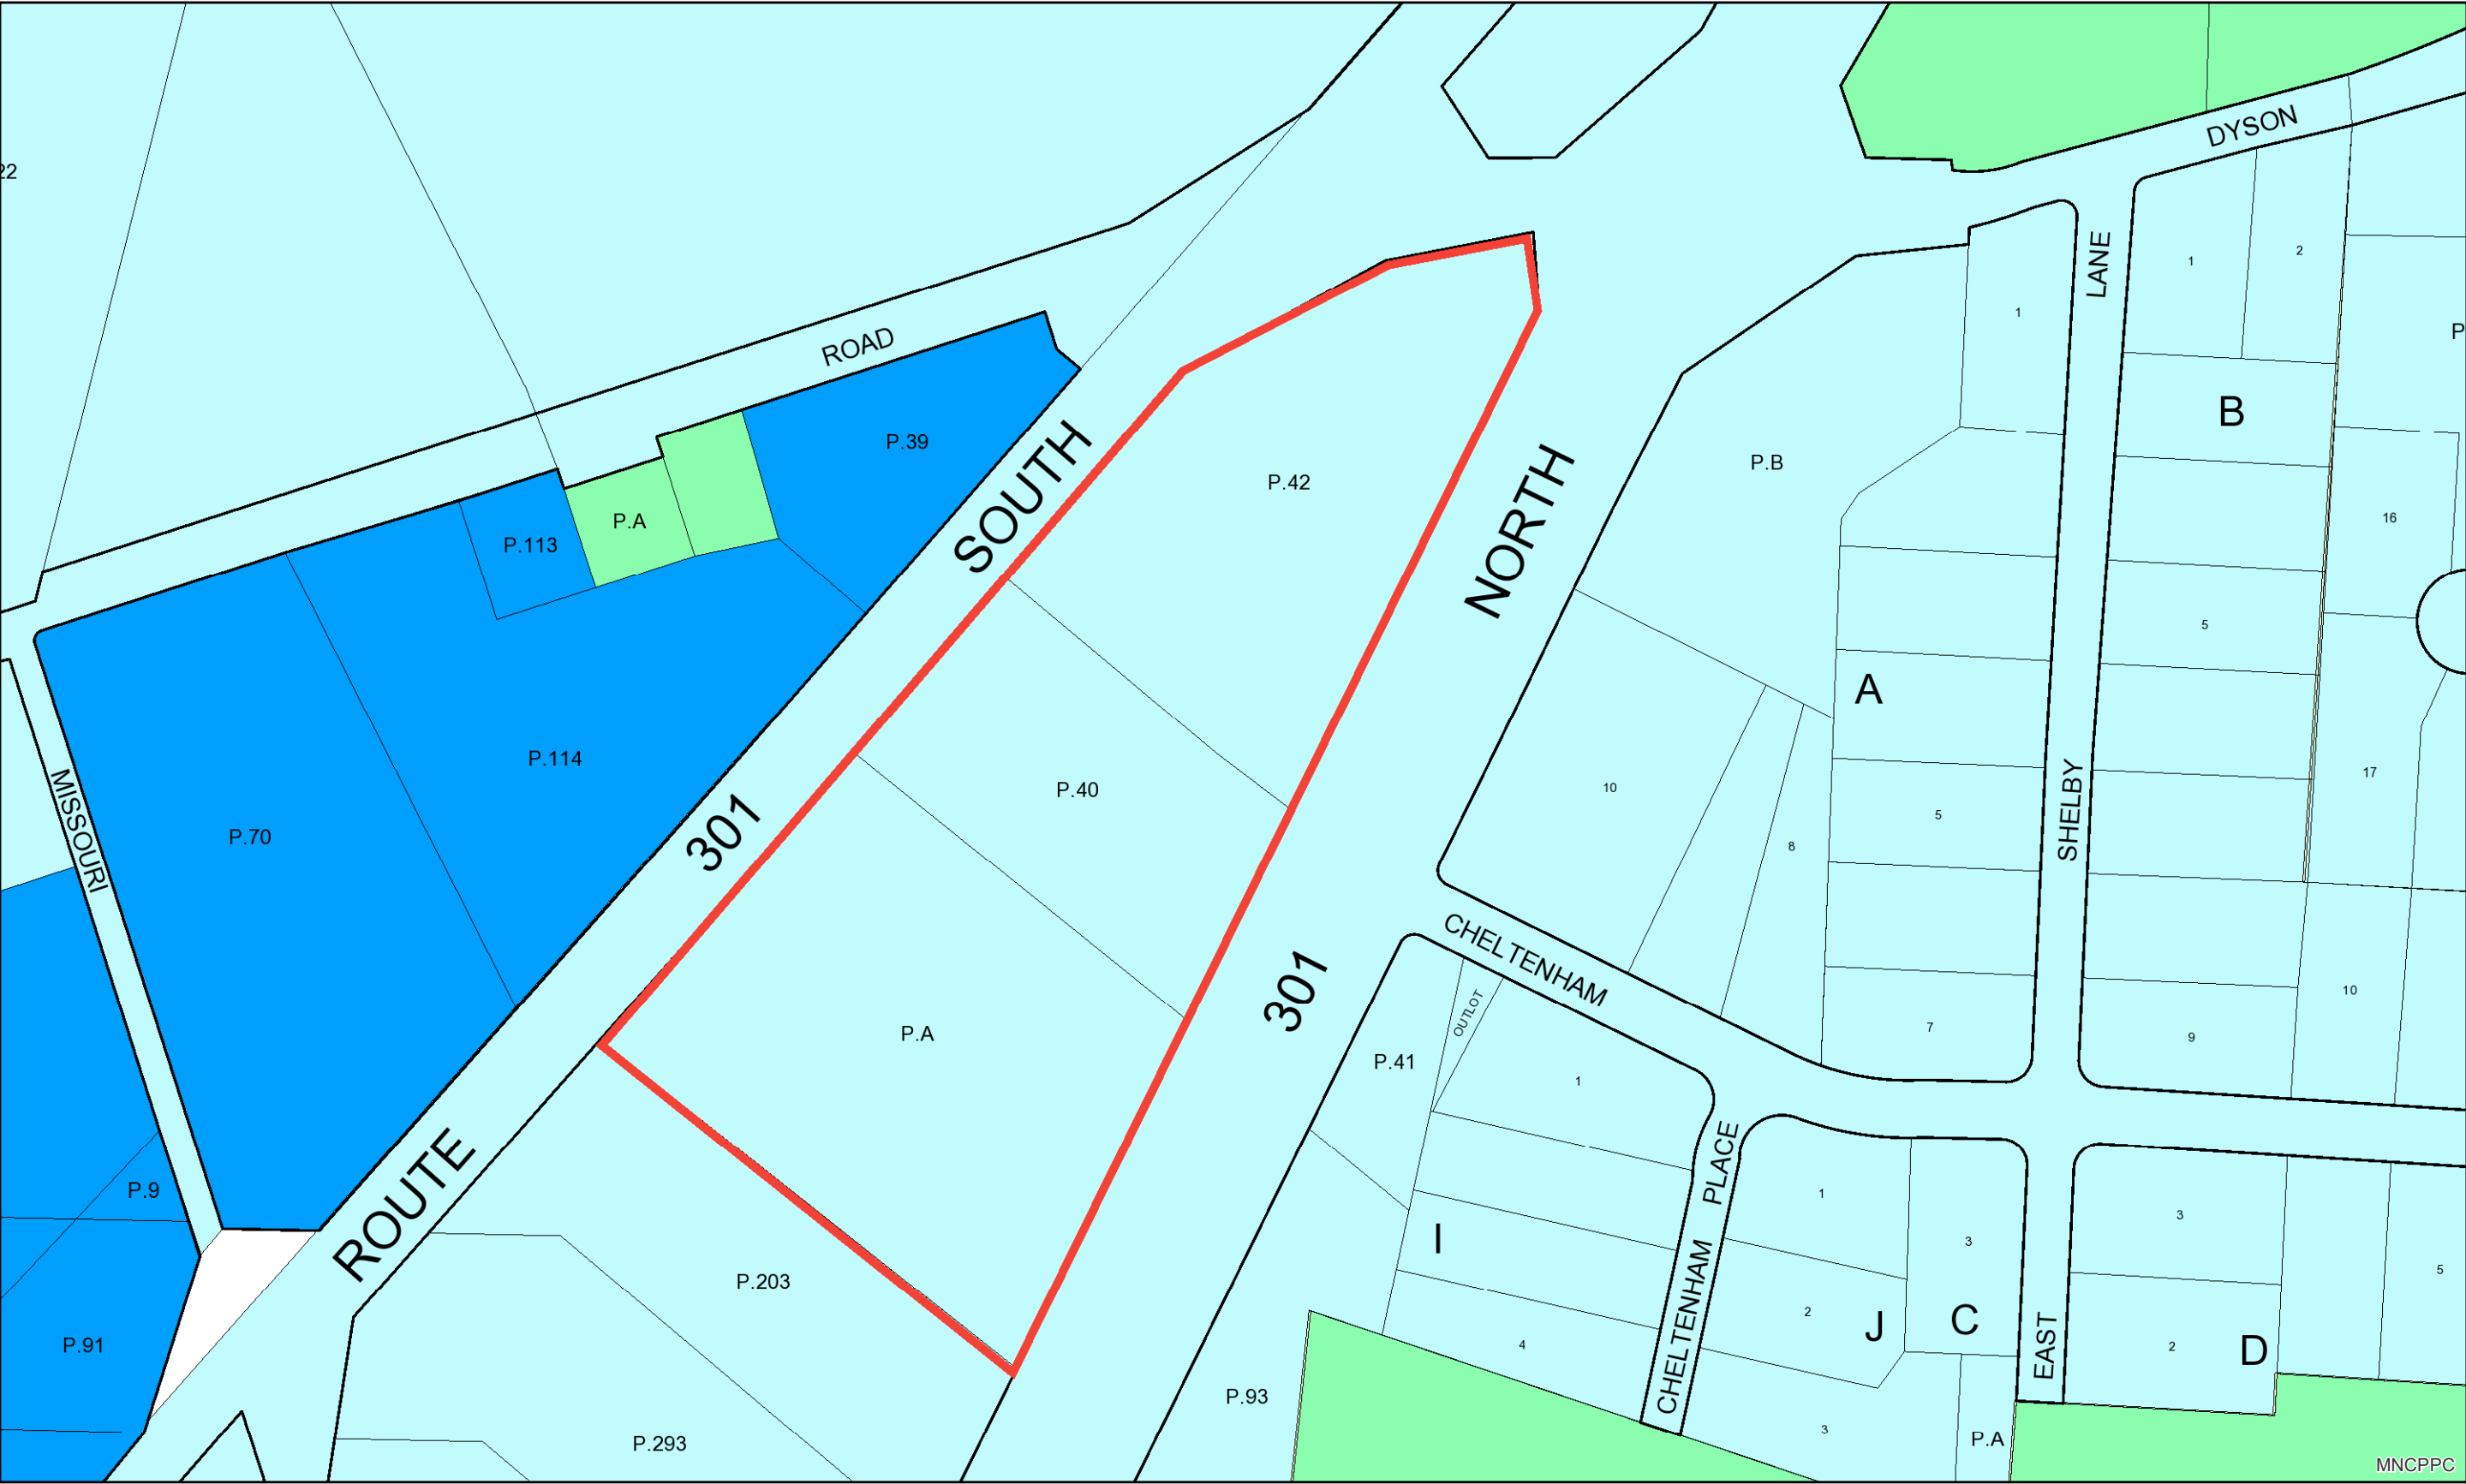 22
DYSON
1
2
LANE
1
P
ROAD
B
P.39
P.42
P.B
SOUTH
NORTH
16
P.A
P.113
5
A
P.114
P.40
10
17
5
MISSOURI
P.70
301
8
SHELBY
CHELTENHAM
301
10
OUTLOT
7
9
P.A
P.41
1
PLACE
ROUTE
P.9
1
3
I
3
5
P.203
CHELTENHAM
2
J
C
EAST
2
D
P.91
4
P.93
3
P.A
P.293
MNCPPC